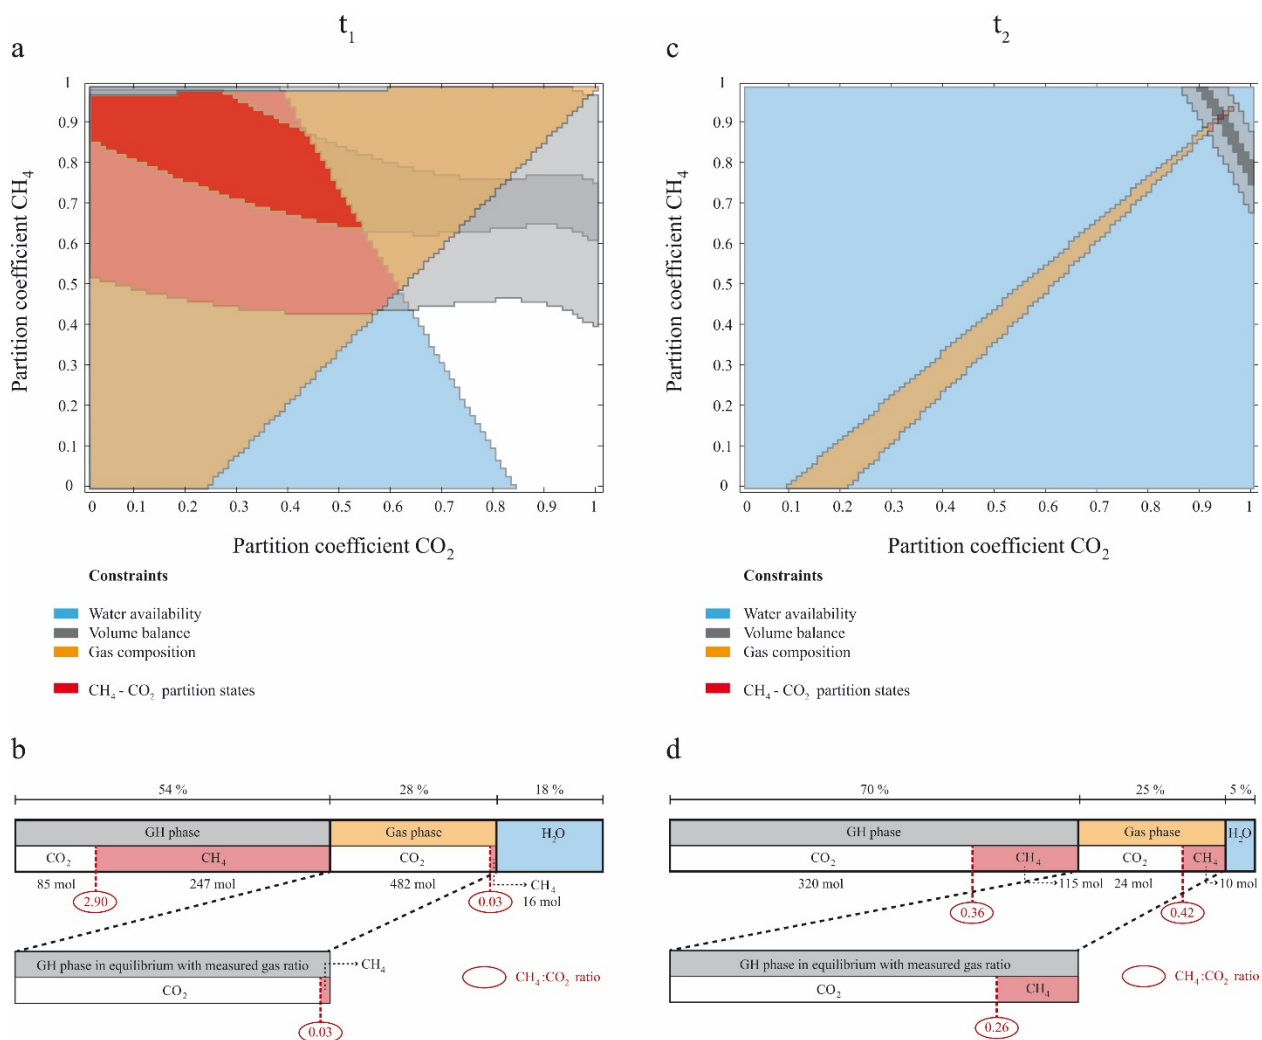 t1
t2
a
c
Partition coefficient CH4
1
0.9
0.8
0.7
0.6
0.5
0.4
0.3
0.2
0.1
0
0 0.1 0.2 0.3 0.4 0.5 0.6 0.7 0.8 0.9 1
Partition coefficient CO2
Partition coefficient CH4
1
0.9
0.8
0.7
0.6
0.5
0.4
0.3
0.2
0.1
0
0 0.1 0.2 0.3 0.4 0.5 0.6 0.7 0.8 0.9 1
Partition coefficient CO2
Constraints
Water availability
Volume balance
Gas composition
CH4 - CO2 partition states
Constraints
Water availability
Volume balance
Gas composition
CH4 - CO2 partition states
b
54 % 28 % 18 %
GH phase Gas phase H2O
CO2 CH4 CO2
85 mol 247 mol 482 mol CH4
16 mol
2.90 0.03
GH phase in equilibrium with measured gas ratio CH4
CO2
0.03
CH4:CO2 ratio
d
70 % 25 % 5 %
GH phase Gas phase H2O
CO2 CH4 CO2 CH4
320 mol 115 mol 24 mol 10 mol
0.36 0.42
GH phase in equilibrium with measured gas ratio
CO2 CH4
0.26
CH4:CO2 ratio